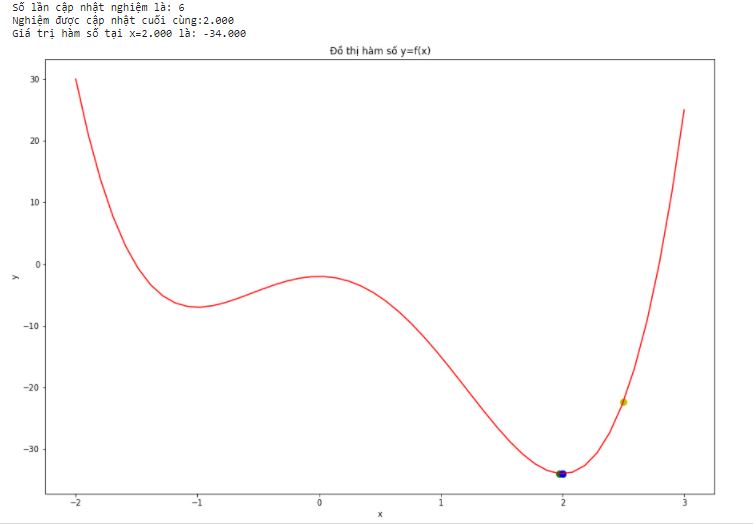 Số lần cập nhật nghiệm là: 6
Nghiệm được cập nhật cuối cùng:2.000
Giá trị hàm số tại x=2.000 là: -34.000
Đồ thị hàm số y=f(x)
30
20
10
0
−10
−20
−30
y
−2 −1 0 1 2 3
x